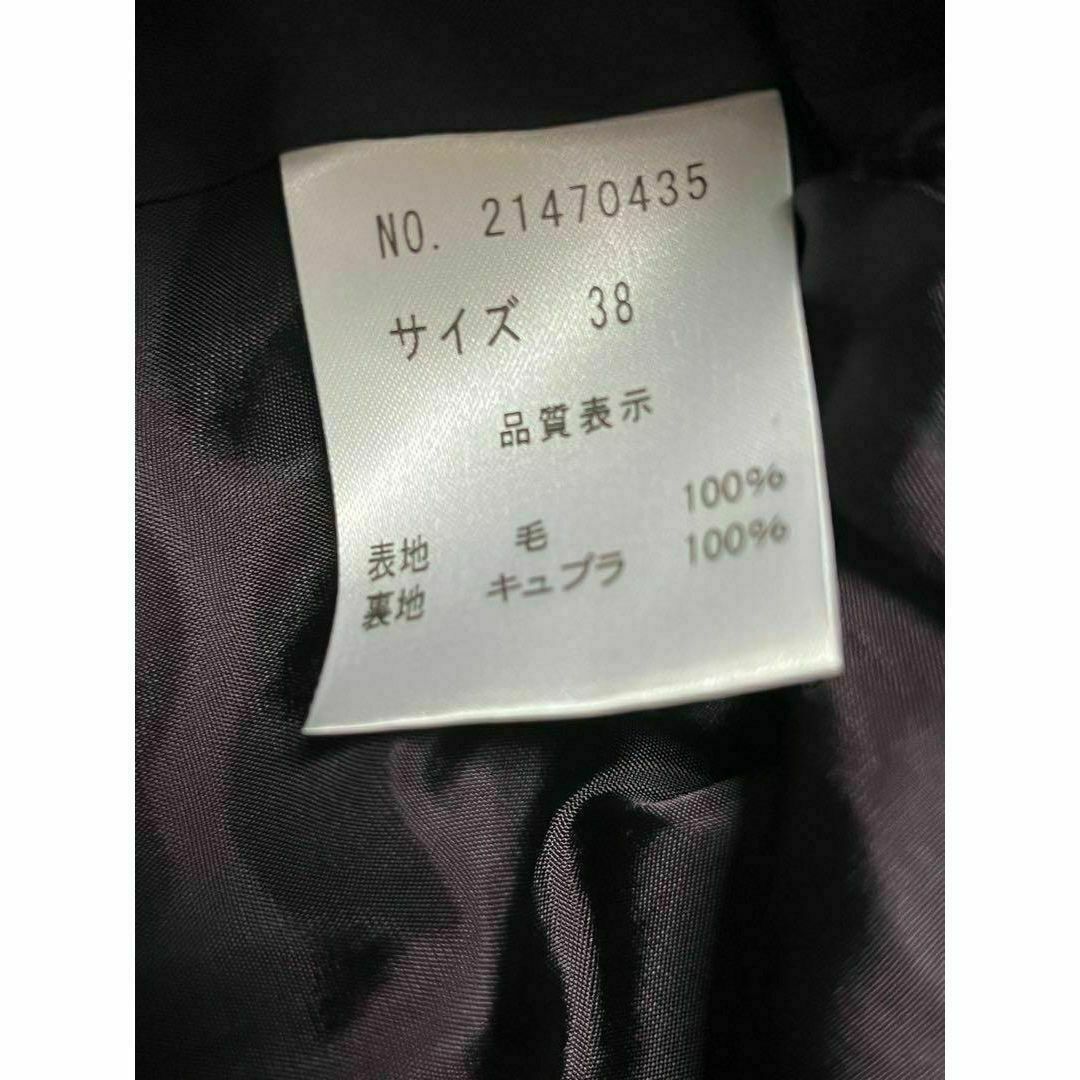 NO. 21470435
サイズ 38
品質表示
表地 毛 100%
裏地 キュプラ 100%